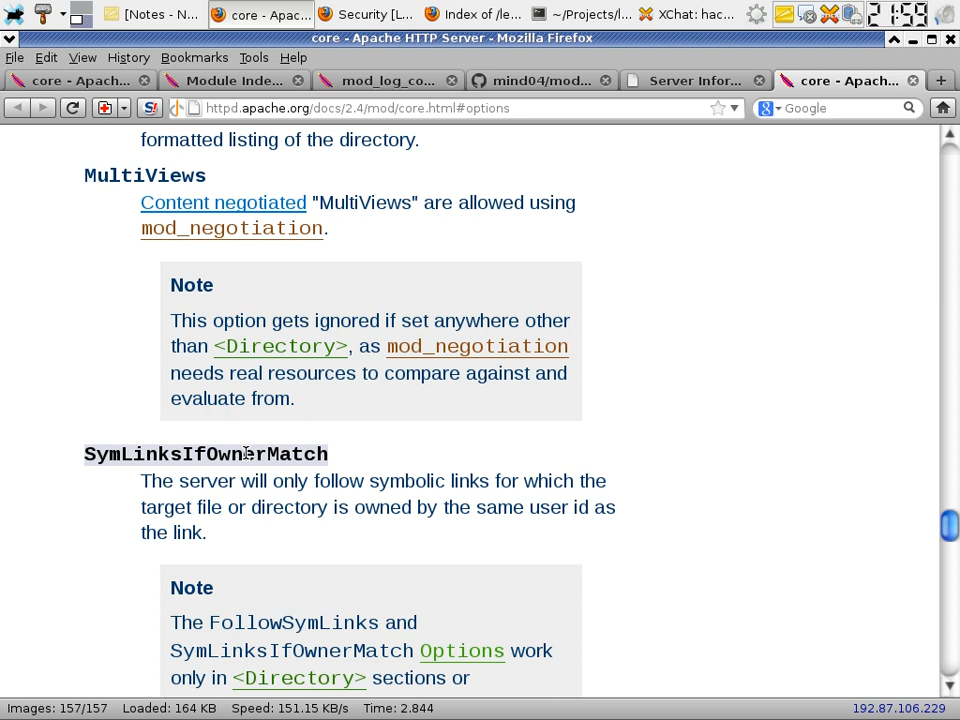 [Notes - N...
core - Apac...
Security [L...
Index of /le...
~/Projects/l...
XChat: hac...
21:59
core - Apache HTTP Server - Mozilla Firefox
File Edit View History Bookmarks Tools Help
core - Apach...
Module Inde...
mod_log_co...
mind04/mod...
Server Infor...
core - Apach...
httpd.apache.org/docs/2.4/mod/core.html#options
Google
formatted listing of the directory.
MultiViews
Content negotiated "MultiViews" are allowed using
mod_negotiation.
Note
This option gets ignored if set anywhere other
than <Directory>, as mod_negotiation
needs real resources to compare against and
evaluate from.
SymLinksIfOwnerMatch
The server will only follow symbolic links for which the
target file or directory is owned by the same user id as
the link.
Note
The FollowSymLinks and
SymLinksIfOwnerMatch Options work
only in <Directory> sections or
Images: 157/157 Loaded: 164 KB Speed: 151.15 KB/s Time: 2.844 192.87.106.229